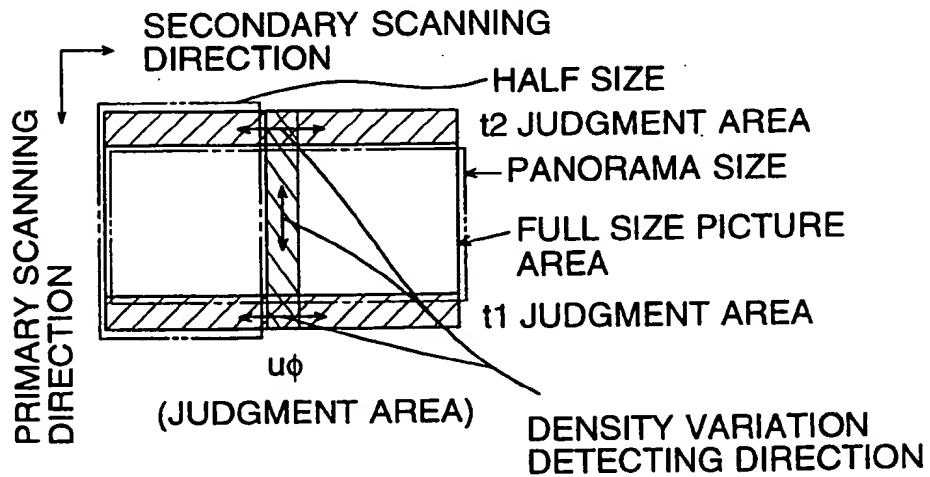 SECONDARY SCANNING
DIRECTION
HALF SIZE
t2 JUDGMENT AREA
PANORAMA SIZE
FULL SIZE PICTURE
AREA
t1 JUDGMENT AREA
PRIMARY SCANNING
DIRECTION
uϕ
(JUDGMENT AREA)
DENSITY VARIATION
DETECTING DIRECTION